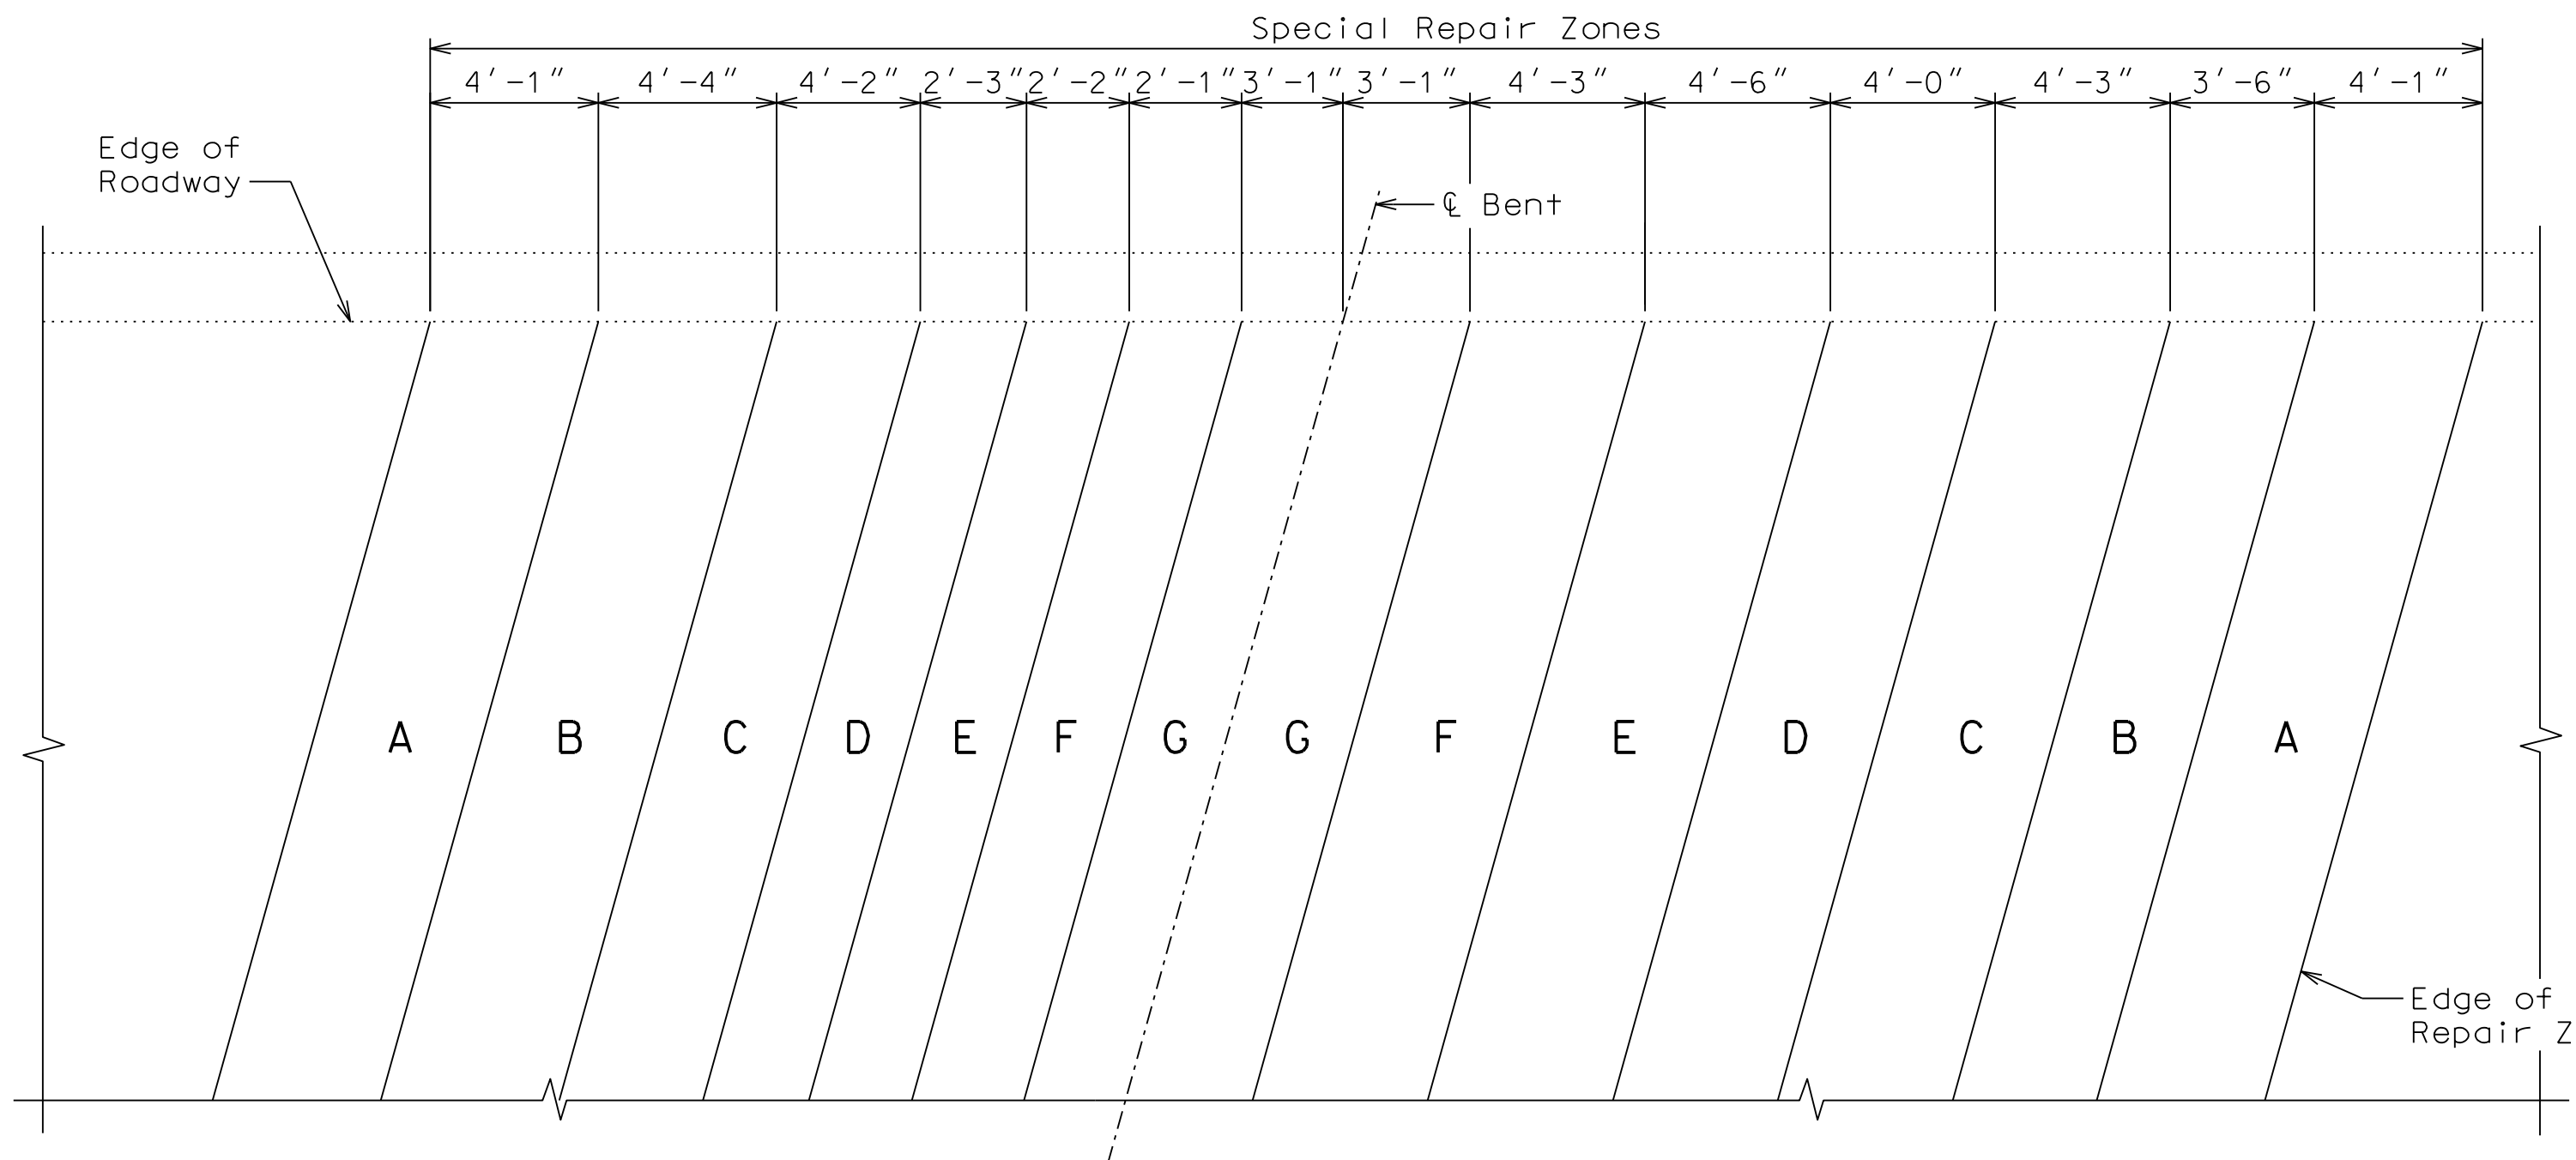 Special Repair Zones
4'-1" 4'-4" 4'-2" 2'-3" 2'-2" 2'-1" 3'-1" 3'-1" 4'-3" 4'-6" 4'-0" 4'-3" 3'-6" 4'-1"
Edge of
Roadway
℄ Bent
A B C D E F G G F E D C B A
Edge of
Repair Z